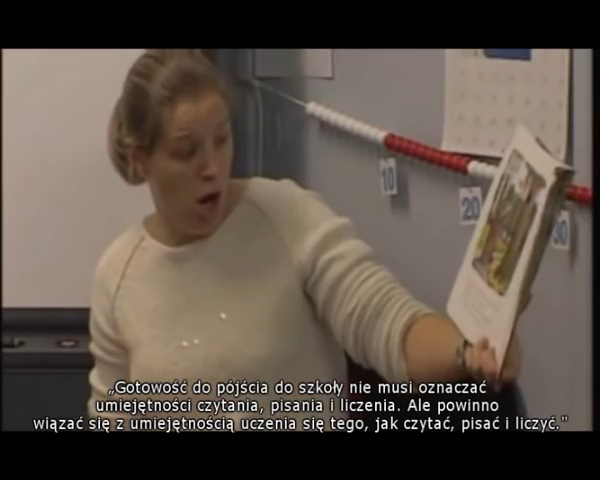 10
20
30
„Gotowość do pójścia do szkoły nie musi oznaczać
umiejętności czytania, pisania i liczenia. Ale powinno
wiązać się z umiejętnością uczenia się tego, jak czytać, pisać i liczyć."